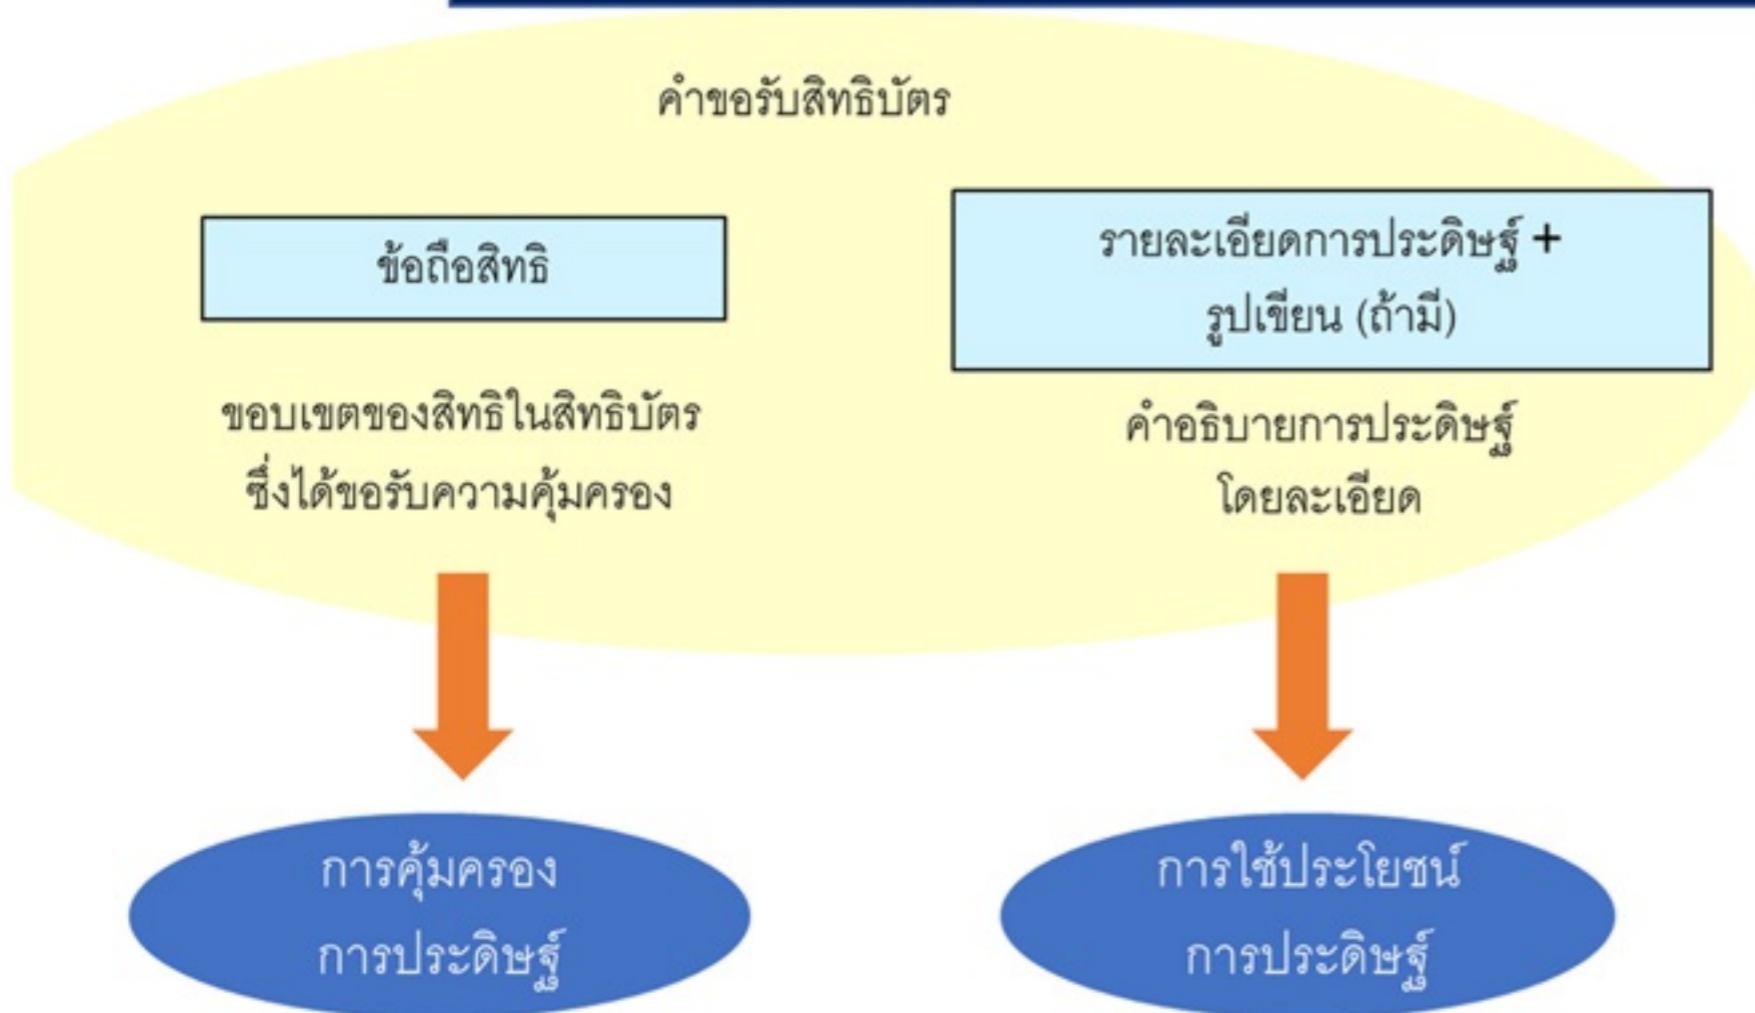 คำขอรับสิทธิบัตร
ข้อถือสิทธิ
ขอบเขตของสิทธิในสิทธิบัตร
ซึ่งได้ขอรับความคุ้มครอง
รายละเอียดการประดิษฐ์ +
รูปเขียน (ถ้ามี)
คำอธิบายการประดิษฐ์
โดยละเอียด
การคุ้มครอง
การประดิษฐ์
การใช้ประโยชน์
การประดิษฐ์